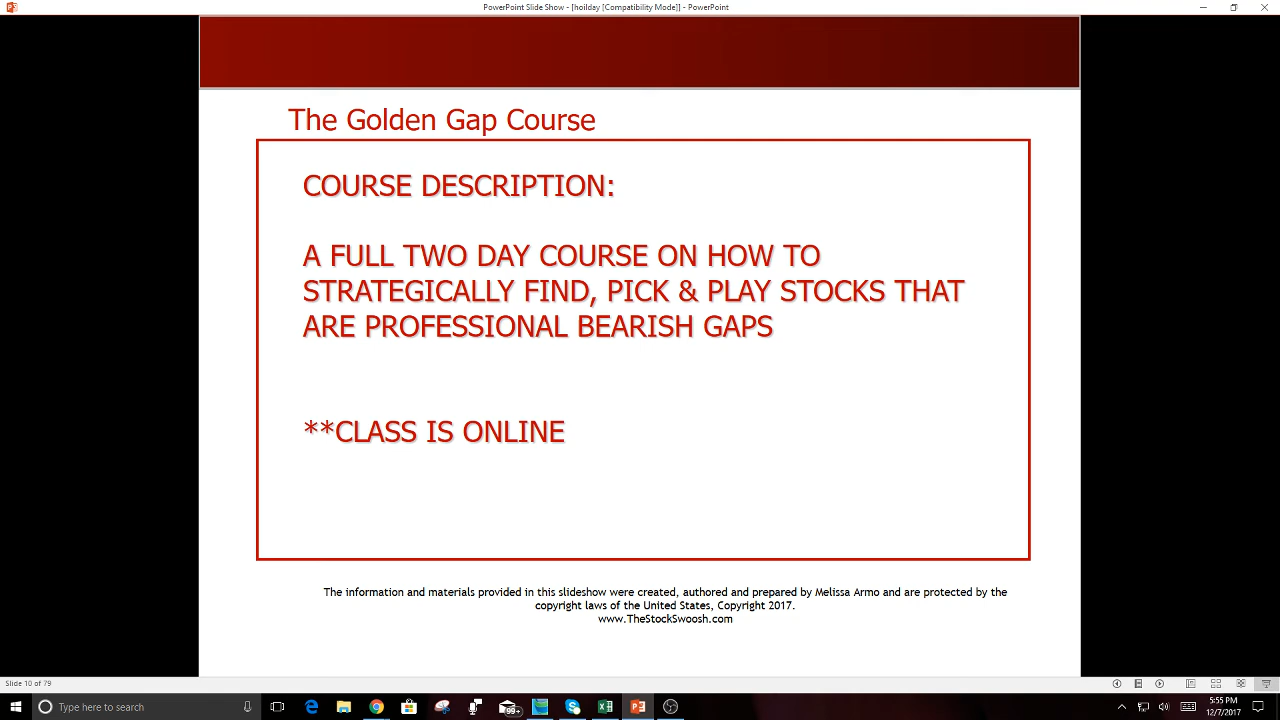 PowerPoint Slide Show - [hoilday [Compatibility Mode]] - PowerPoint
The Golden Gap Course
COURSE DESCRIPTION:
A FULL TWO DAY COURSE ON HOW TO
STRATEGICALLY FIND, PICK & PLAY STOCKS THAT
ARE PROFESSIONAL BEARISH GAPS
**CLASS IS ONLINE
The information and materials provided in this slideshow were created, authored and prepared by Melissa Armo and are protected by the
copyright laws of the United States, Copyright 2017.
www.TheStockSwoosh.com
Slide 10 of 79
Type here to search
99+
5:55 PM
12/7/2017